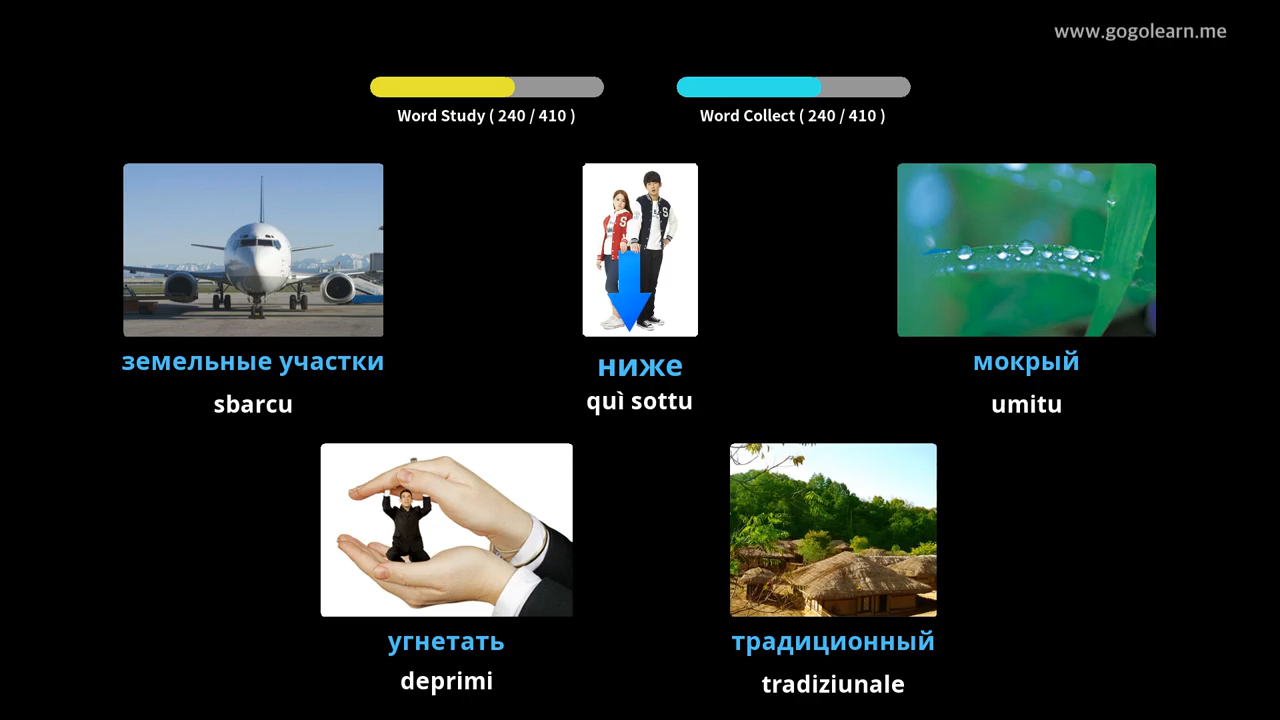 www.gogolearn.me
Word Study ( 240 / 410 )
Word Collect ( 240 / 410 )
земельные участки
sbarcu
ниже
quì sottu
мокрый
umitu
угнетать
deprimi
традиционный
tradiziunale